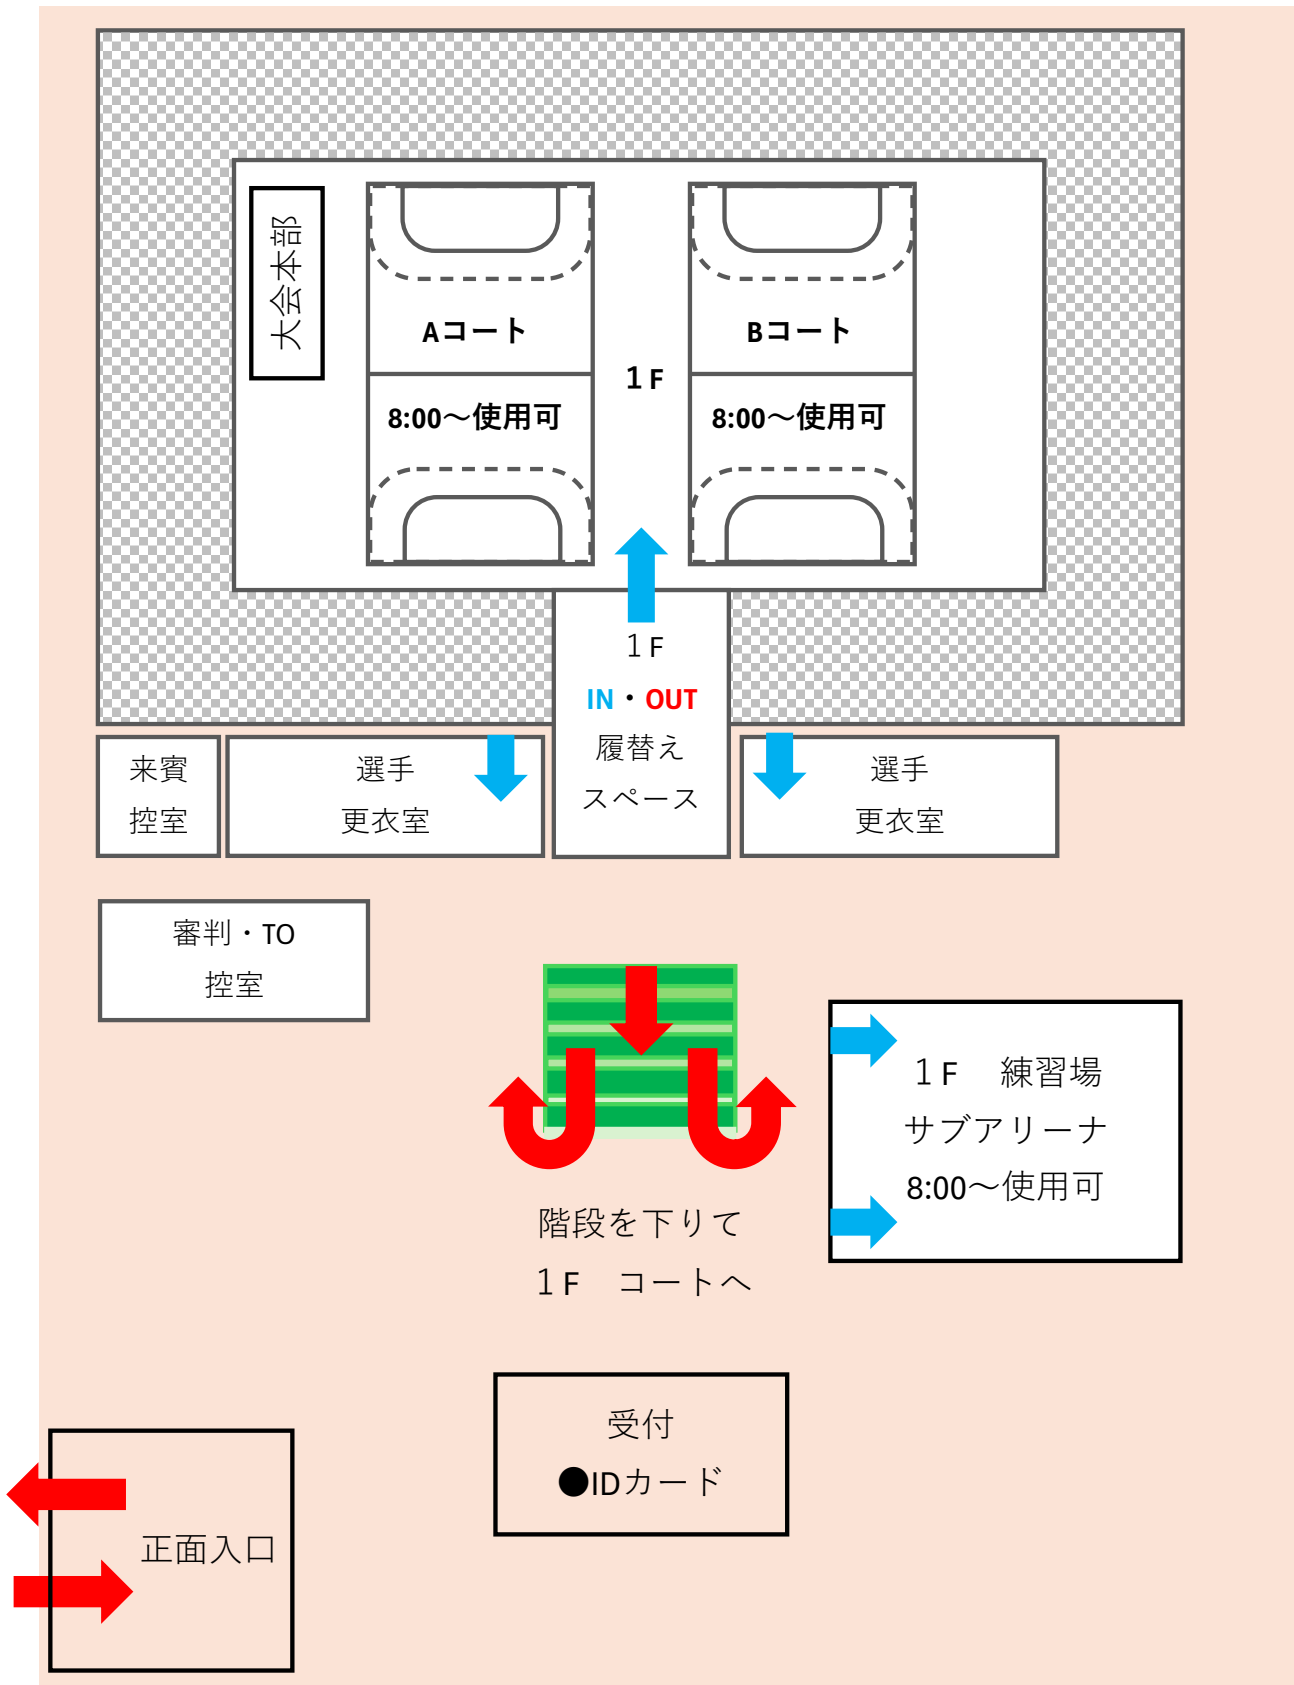 大会本部
Aコート
8:00～使用可
１F
Bコート
8:00～使用可
１F
IN・OUT
履替え
スペース
来賓
控室
選手
更衣室
選手
更衣室
審判・TO
控室
１F　練習場
サブアリーナ
8:00～使用可
階段を下りて
１F　コートへ
受付
●IDカード
正面入口